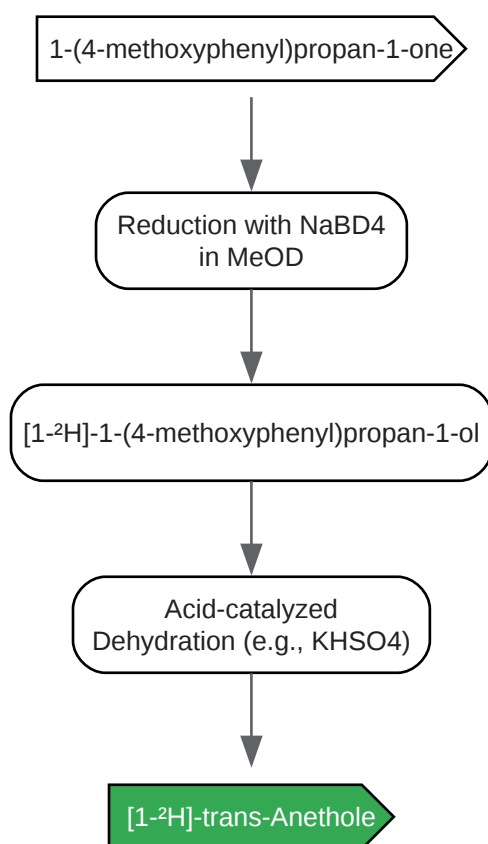 1-(4-methoxyphenyl)propan-1-one
Reduction with NaBD4
in MeOD
[1-²H]-1-(4-methoxyphenyl)propan-1-ol
Acid-catalyzed
Dehydration (e.g., KHSO4)
[1-²H]-trans-Anethole